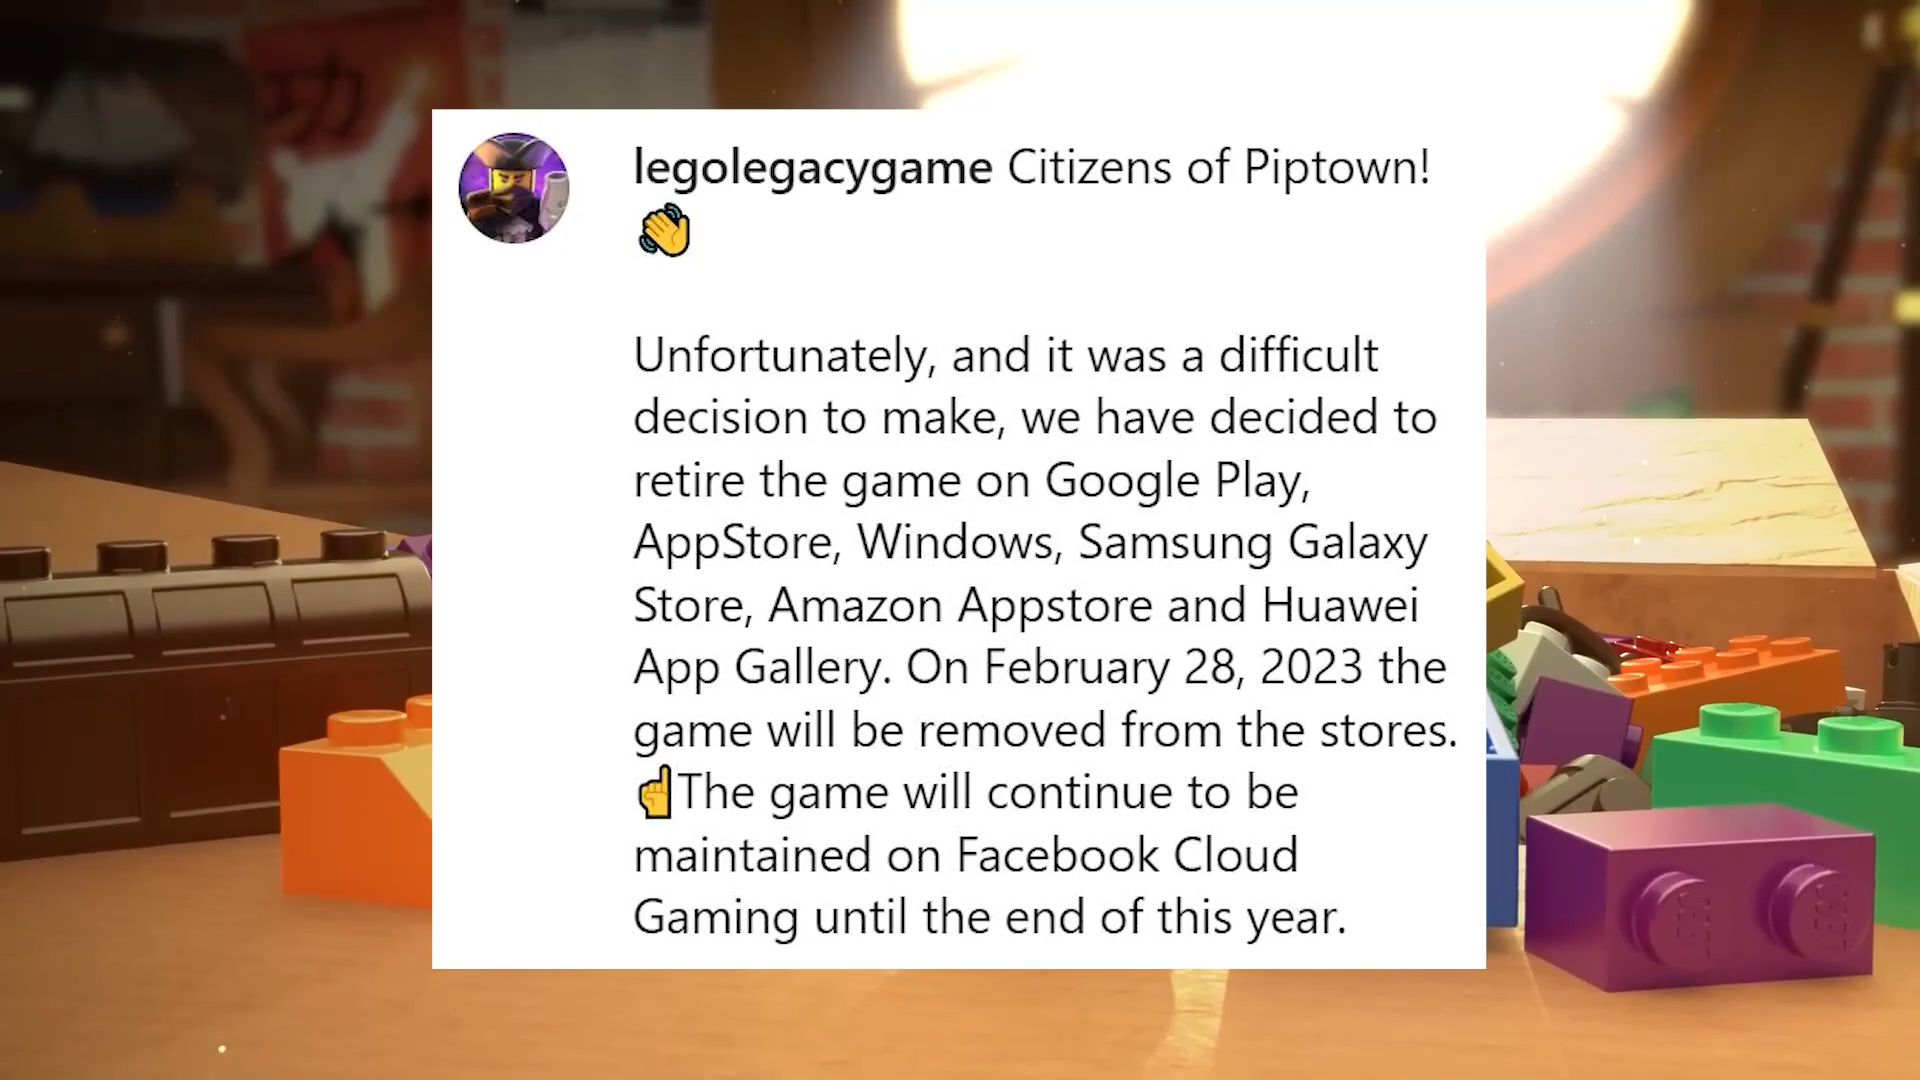 功
legolegacygame Citizens of Piptown!
👋
Unfortunately, and it was a difficult
decision to make, we have decided to
retire the game on Google Play,
AppStore, Windows, Samsung Galaxy
Store, Amazon Appstore and Huawei
App Gallery. On February 28, 2023 the
game will be removed from the stores.
☝The game will continue to be
maintained on Facebook Cloud
Gaming until the end of this year.